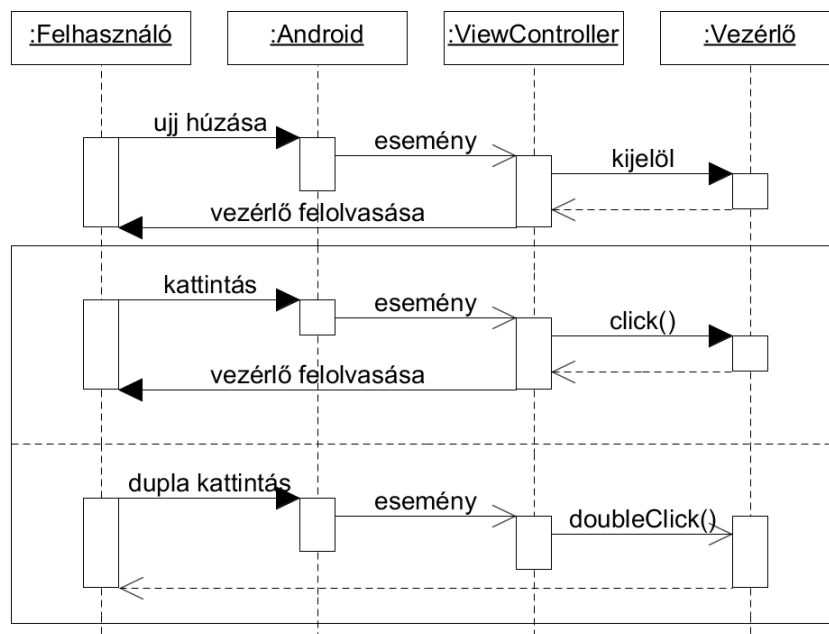 :Felhasználó
:Android
:ViewController
:Vezérlő
ujj húzása
esemény
kijelöl
vezérlő felolvasása
kattintás
esemény
click()
vezérlő felolvasása
dupla kattintás
esemény
doubleClick()